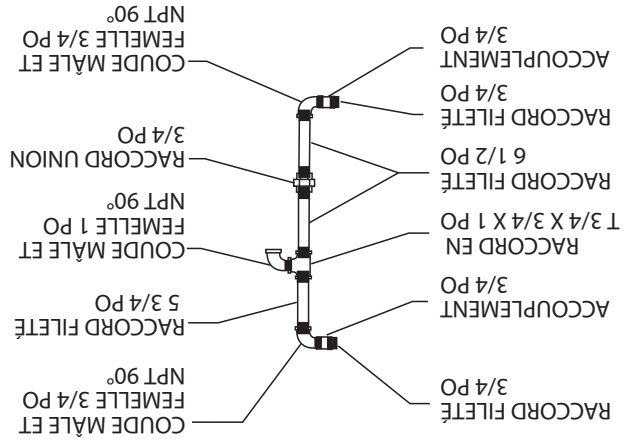 RACCORD FILETÉ
3/4 PO
ACCOUPLEMENT
3/4 PO
RACCORD EN
T 3/4 X 3/4 X 1 PO
RACCORD FILETÉ
6 1/2 PO
RACCORD FILETÉ
3/4 PO
ACCOUPLEMENT
3/4 PO
COUDE MÂLE ET
FEMELLE 3/4 PO
NPT 90°
RACCORD FILETÉ
5 3/4 PO
COUDE MÂLE ET
FEMELLE 1 PO
NPT 90°
RACCORD UNION
3/4 PO
COUDE MÂLE ET
FEMELLE 3/4 PO
NPT 90°